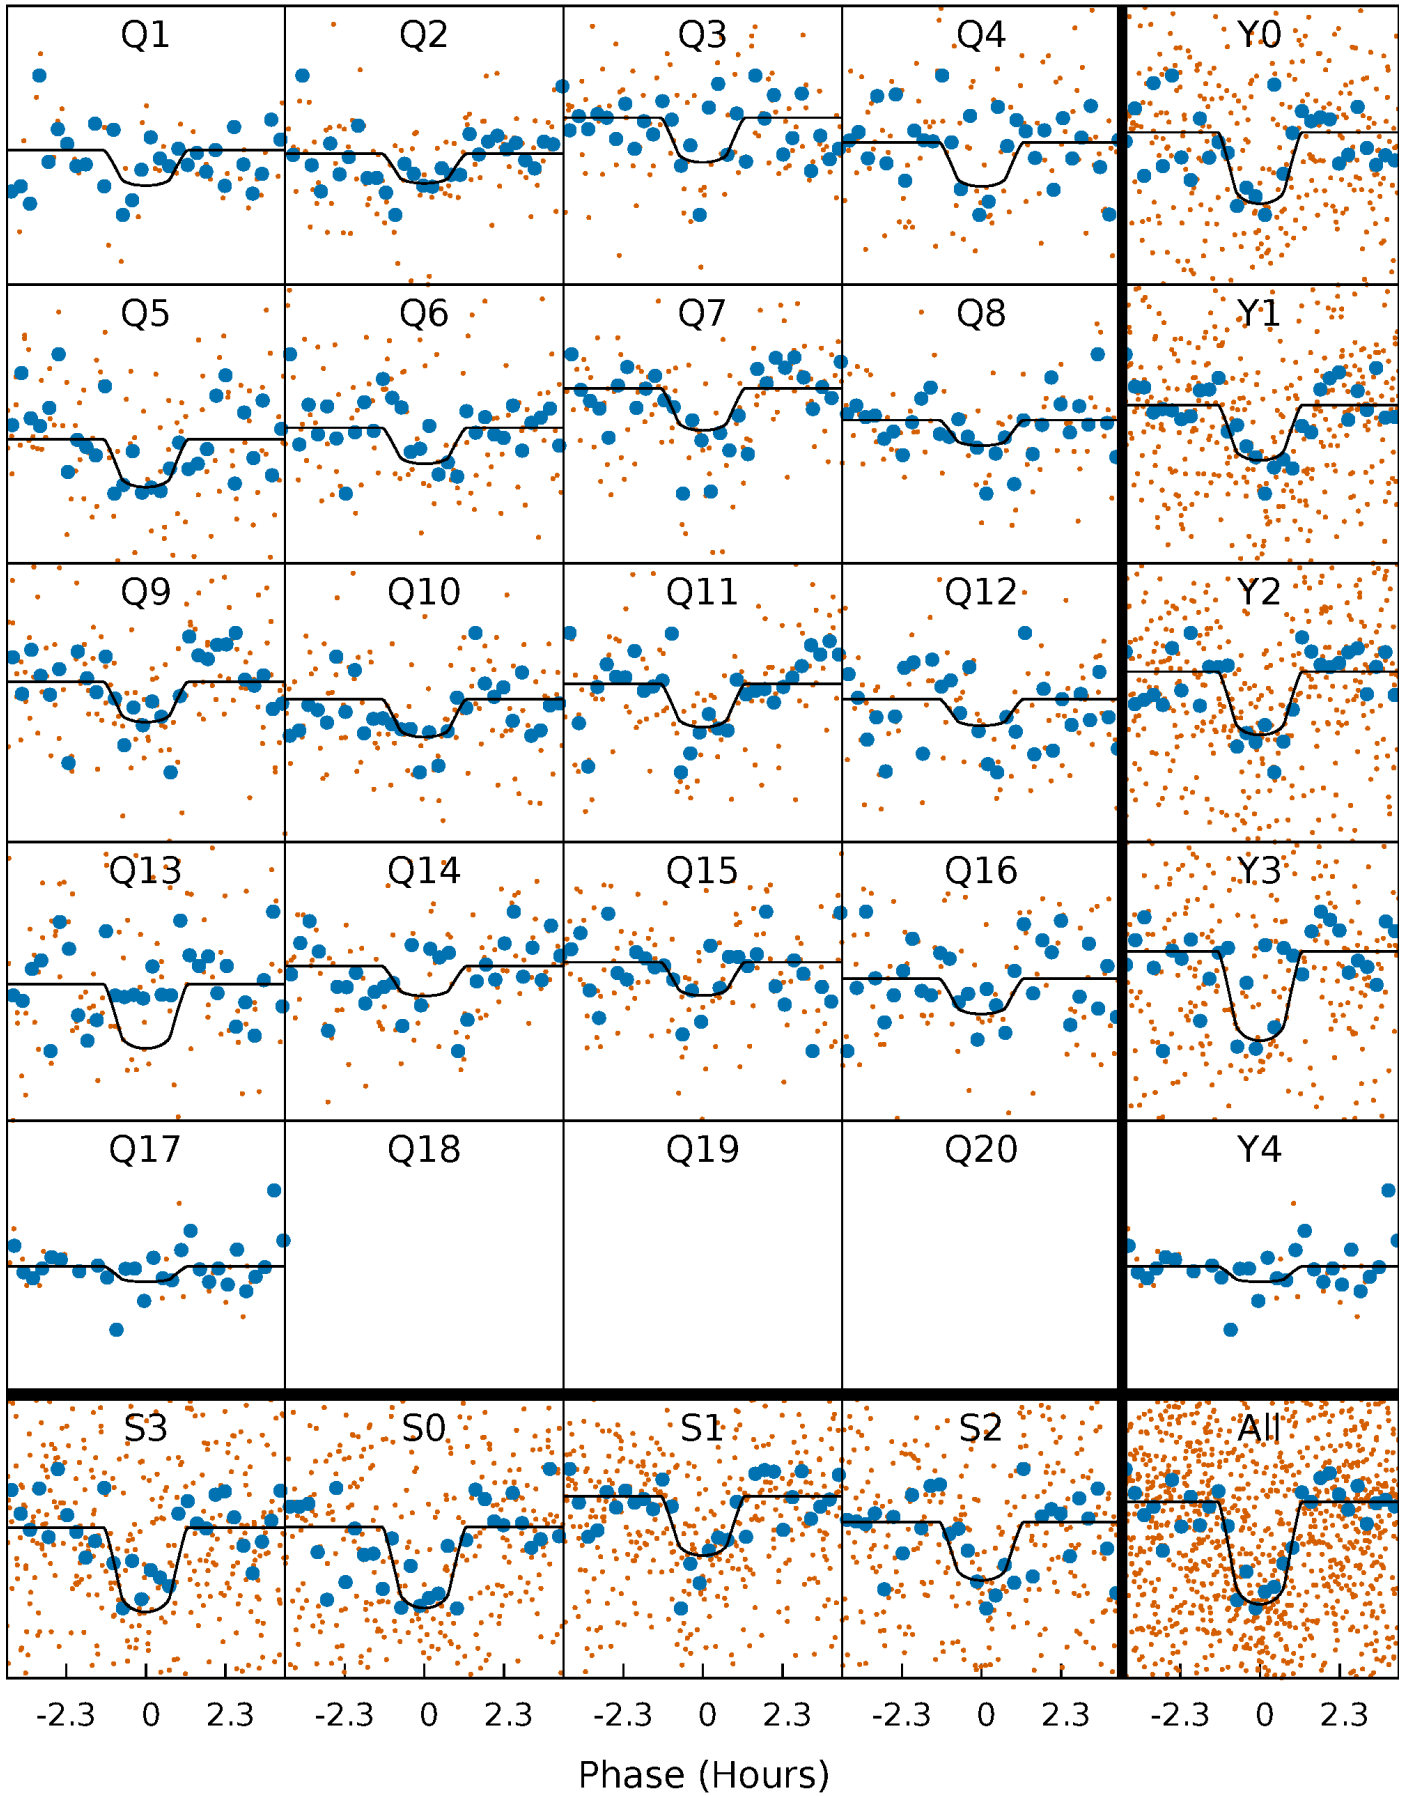 Q1 Q2 Q3 Q4 Y0
Q5 Q6 Q7 Q8 Y1
Q9 Q10 Q11 Q12 Y2
Q13 Q14 Q15 Q16 Y3
Q17 Q18 Q19 Q20 Y4
S3 S0 S1 S2 All
-2.3 0 2.3 -2.3 0 2.3 -2.3 0 2.3 -2.3 0 2.3 -2.3 0 2.3
Phase (Hours)